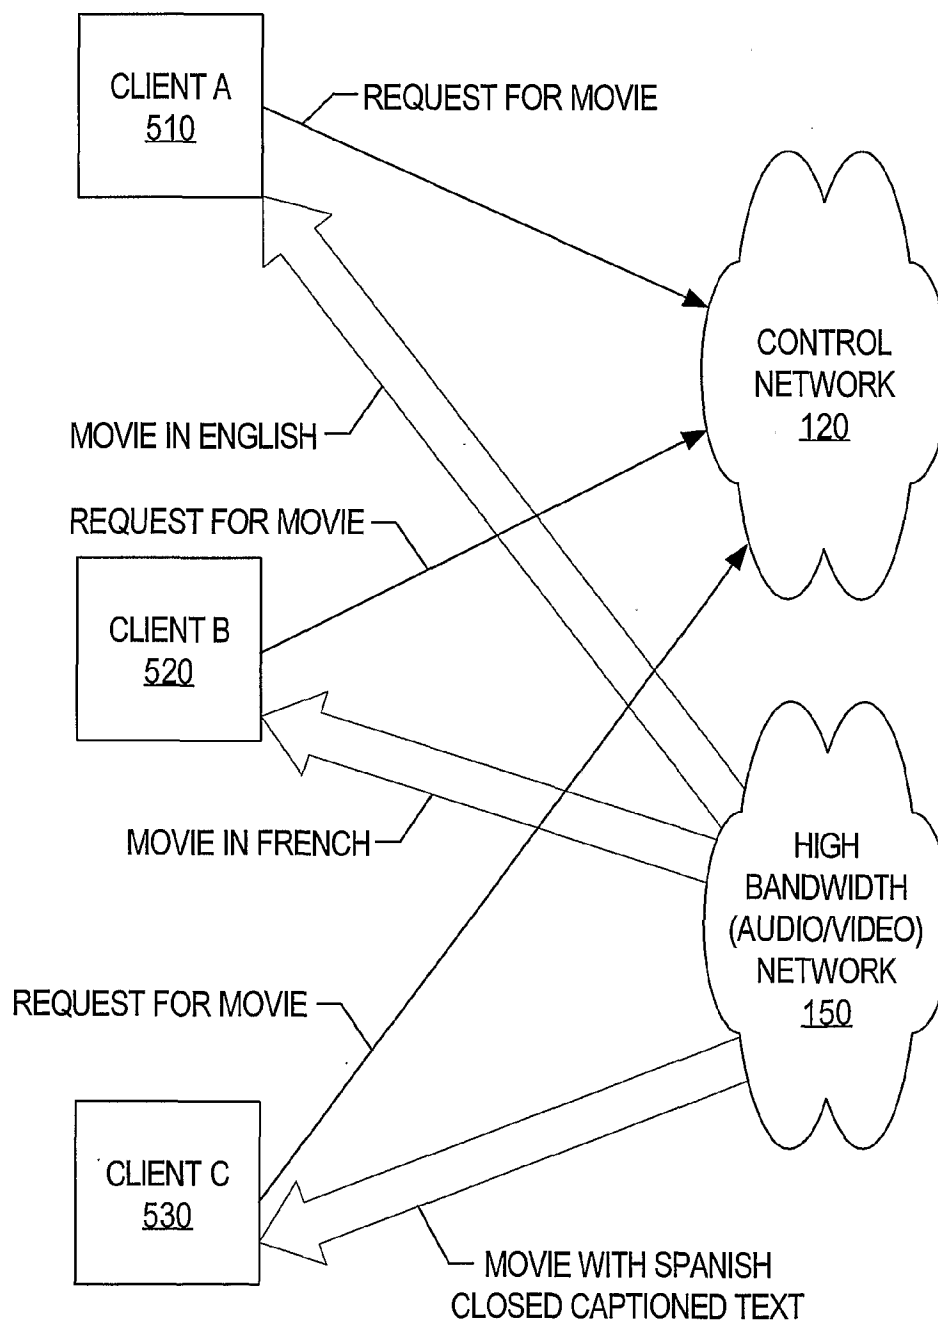 CLIENT A
510
REQUEST FOR MOVIE
CONTROL
NETWORK
120
MOVIE IN ENGLISH
REQUEST FOR MOVIE
CLIENT B
520
MOVIE IN FRENCH
HIGH
BANDWIDTH
(AUDIO/VIDEO)
NETWORK
150
REQUEST FOR MOVIE
CLIENT C
530
MOVIE WITH SPANISH
CLOSED CAPTIONED TEXT